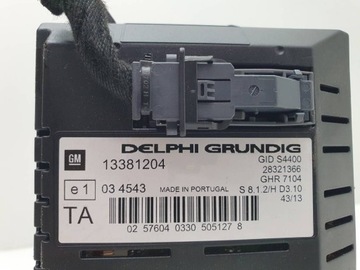 DELPHI GRUNDIG
GM 13381204 GID S4400
28321366
GHR 7104
e1 03 4543 MADE IN PORTUGAL S 8.1.2/H D3.10
43/13
TA
02 57604 0330 505127 8